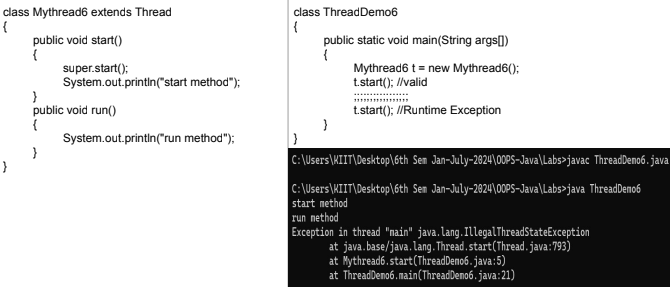 class Mythread6 extends Thread
{
public void start()
{
super.start();
System.out.println("start method");
}
public void run()
{
System.out.println("run method");
}
}
class ThreadDemo6
{
public static void main(String args[])
{
Mythread6 t = new Mythread6();
t.start(); //valid
;;;;;;;;;;;;;;;;;
t.start(); //Runtime Exception
}
}
C:\Users\KIIT\Desktop\6th Sem Jan-July-2024\OOPS-Java\Labs>javac ThreadDemo6.java
C:\Users\KIIT\Desktop\6th Sem Jan-July-2024\OOPS-Java\Labs>java ThreadDemo6
start method
run method
Exception in thread "main" java.lang.IllegalThreadStateException
at java.base/java.lang.Thread.start(Thread.java:793)
at Mythread6.start(ThreadDemo6.java:5)
at ThreadDemo6.main(ThreadDemo6.java:21)